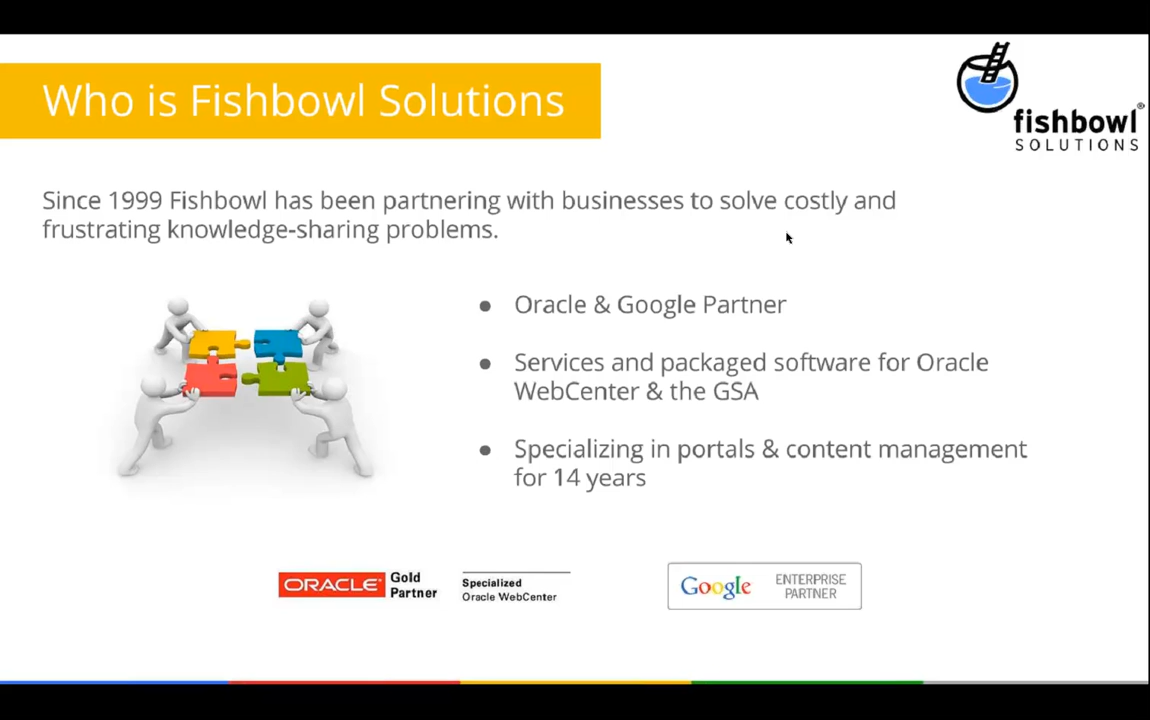 Who is Fishbowl Solutions
fishbowl®
SOLUTIONS
Since 1999 Fishbowl has been partnering with businesses to solve costly and
frustrating knowledge-sharing problems.
● Oracle & Google Partner
● Services and packaged software for Oracle
WebCenter & the GSA
● Specializing in portals & content management
for 14 years
ORACLE® Gold
Partner
Specialized
Oracle WebCenter
Google ENTERPRISE
PARTNER